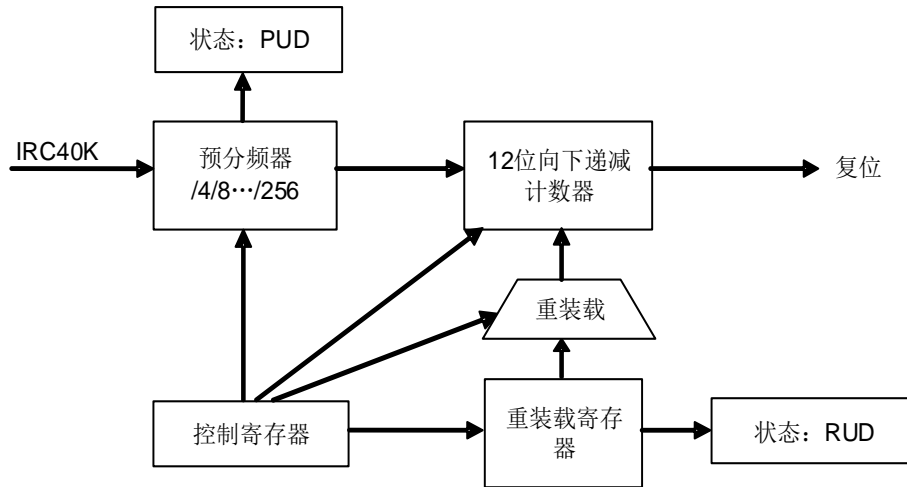 状态：PUD
IRC40K
预分频器
/4/8···/256
12位向下递减
计数器
复位
重装载
控制寄存器
重装载寄存
器
状态：RUD